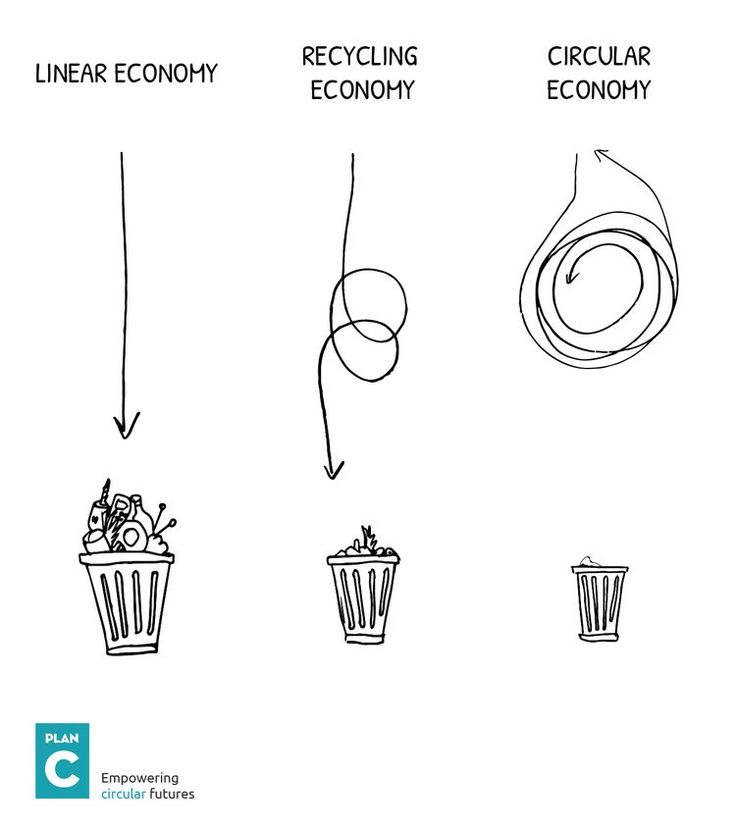 LINEAR ECONOMY
RECYCLING
ECONOMY
CIRCULAR
ECONOMY
PLAN
C
Empowering
circular futures